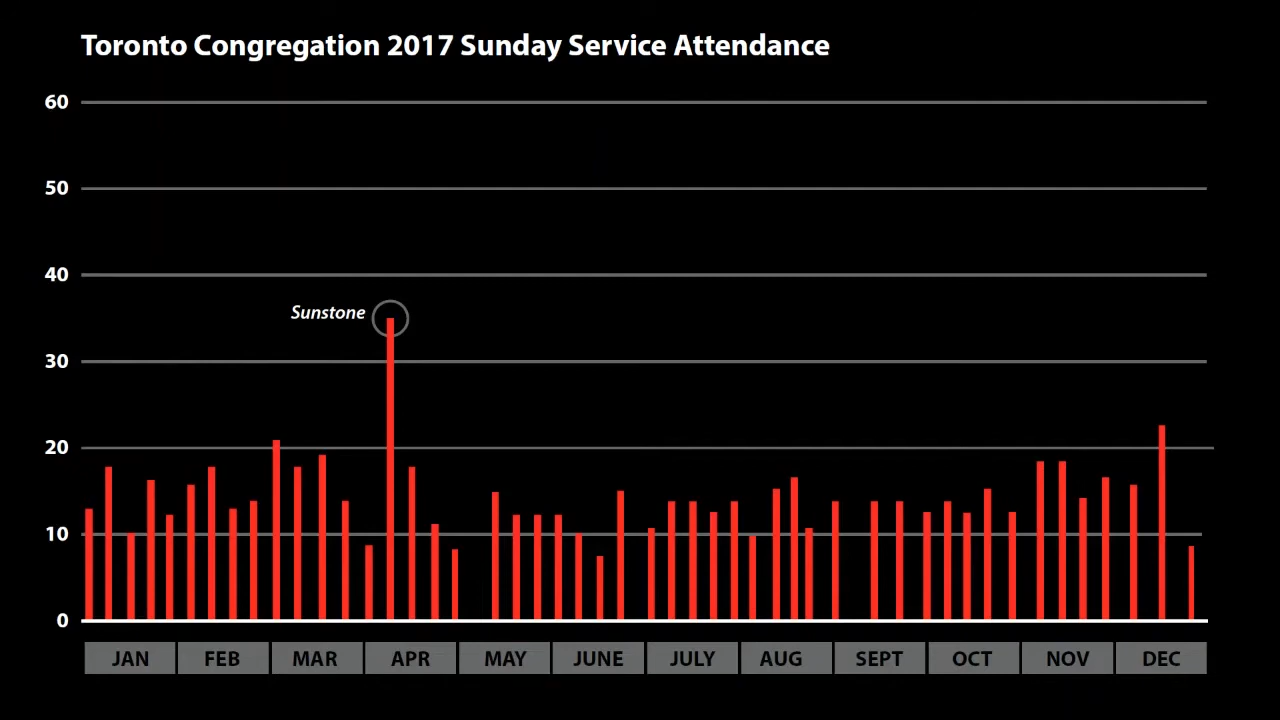 Toronto Congregation 2017 Sunday Service Attendance
60
50
40
Sunstone
30
20
10
0
JAN FEB MAR APR MAY JUNE JULY AUG SEPT OCT NOV DEC